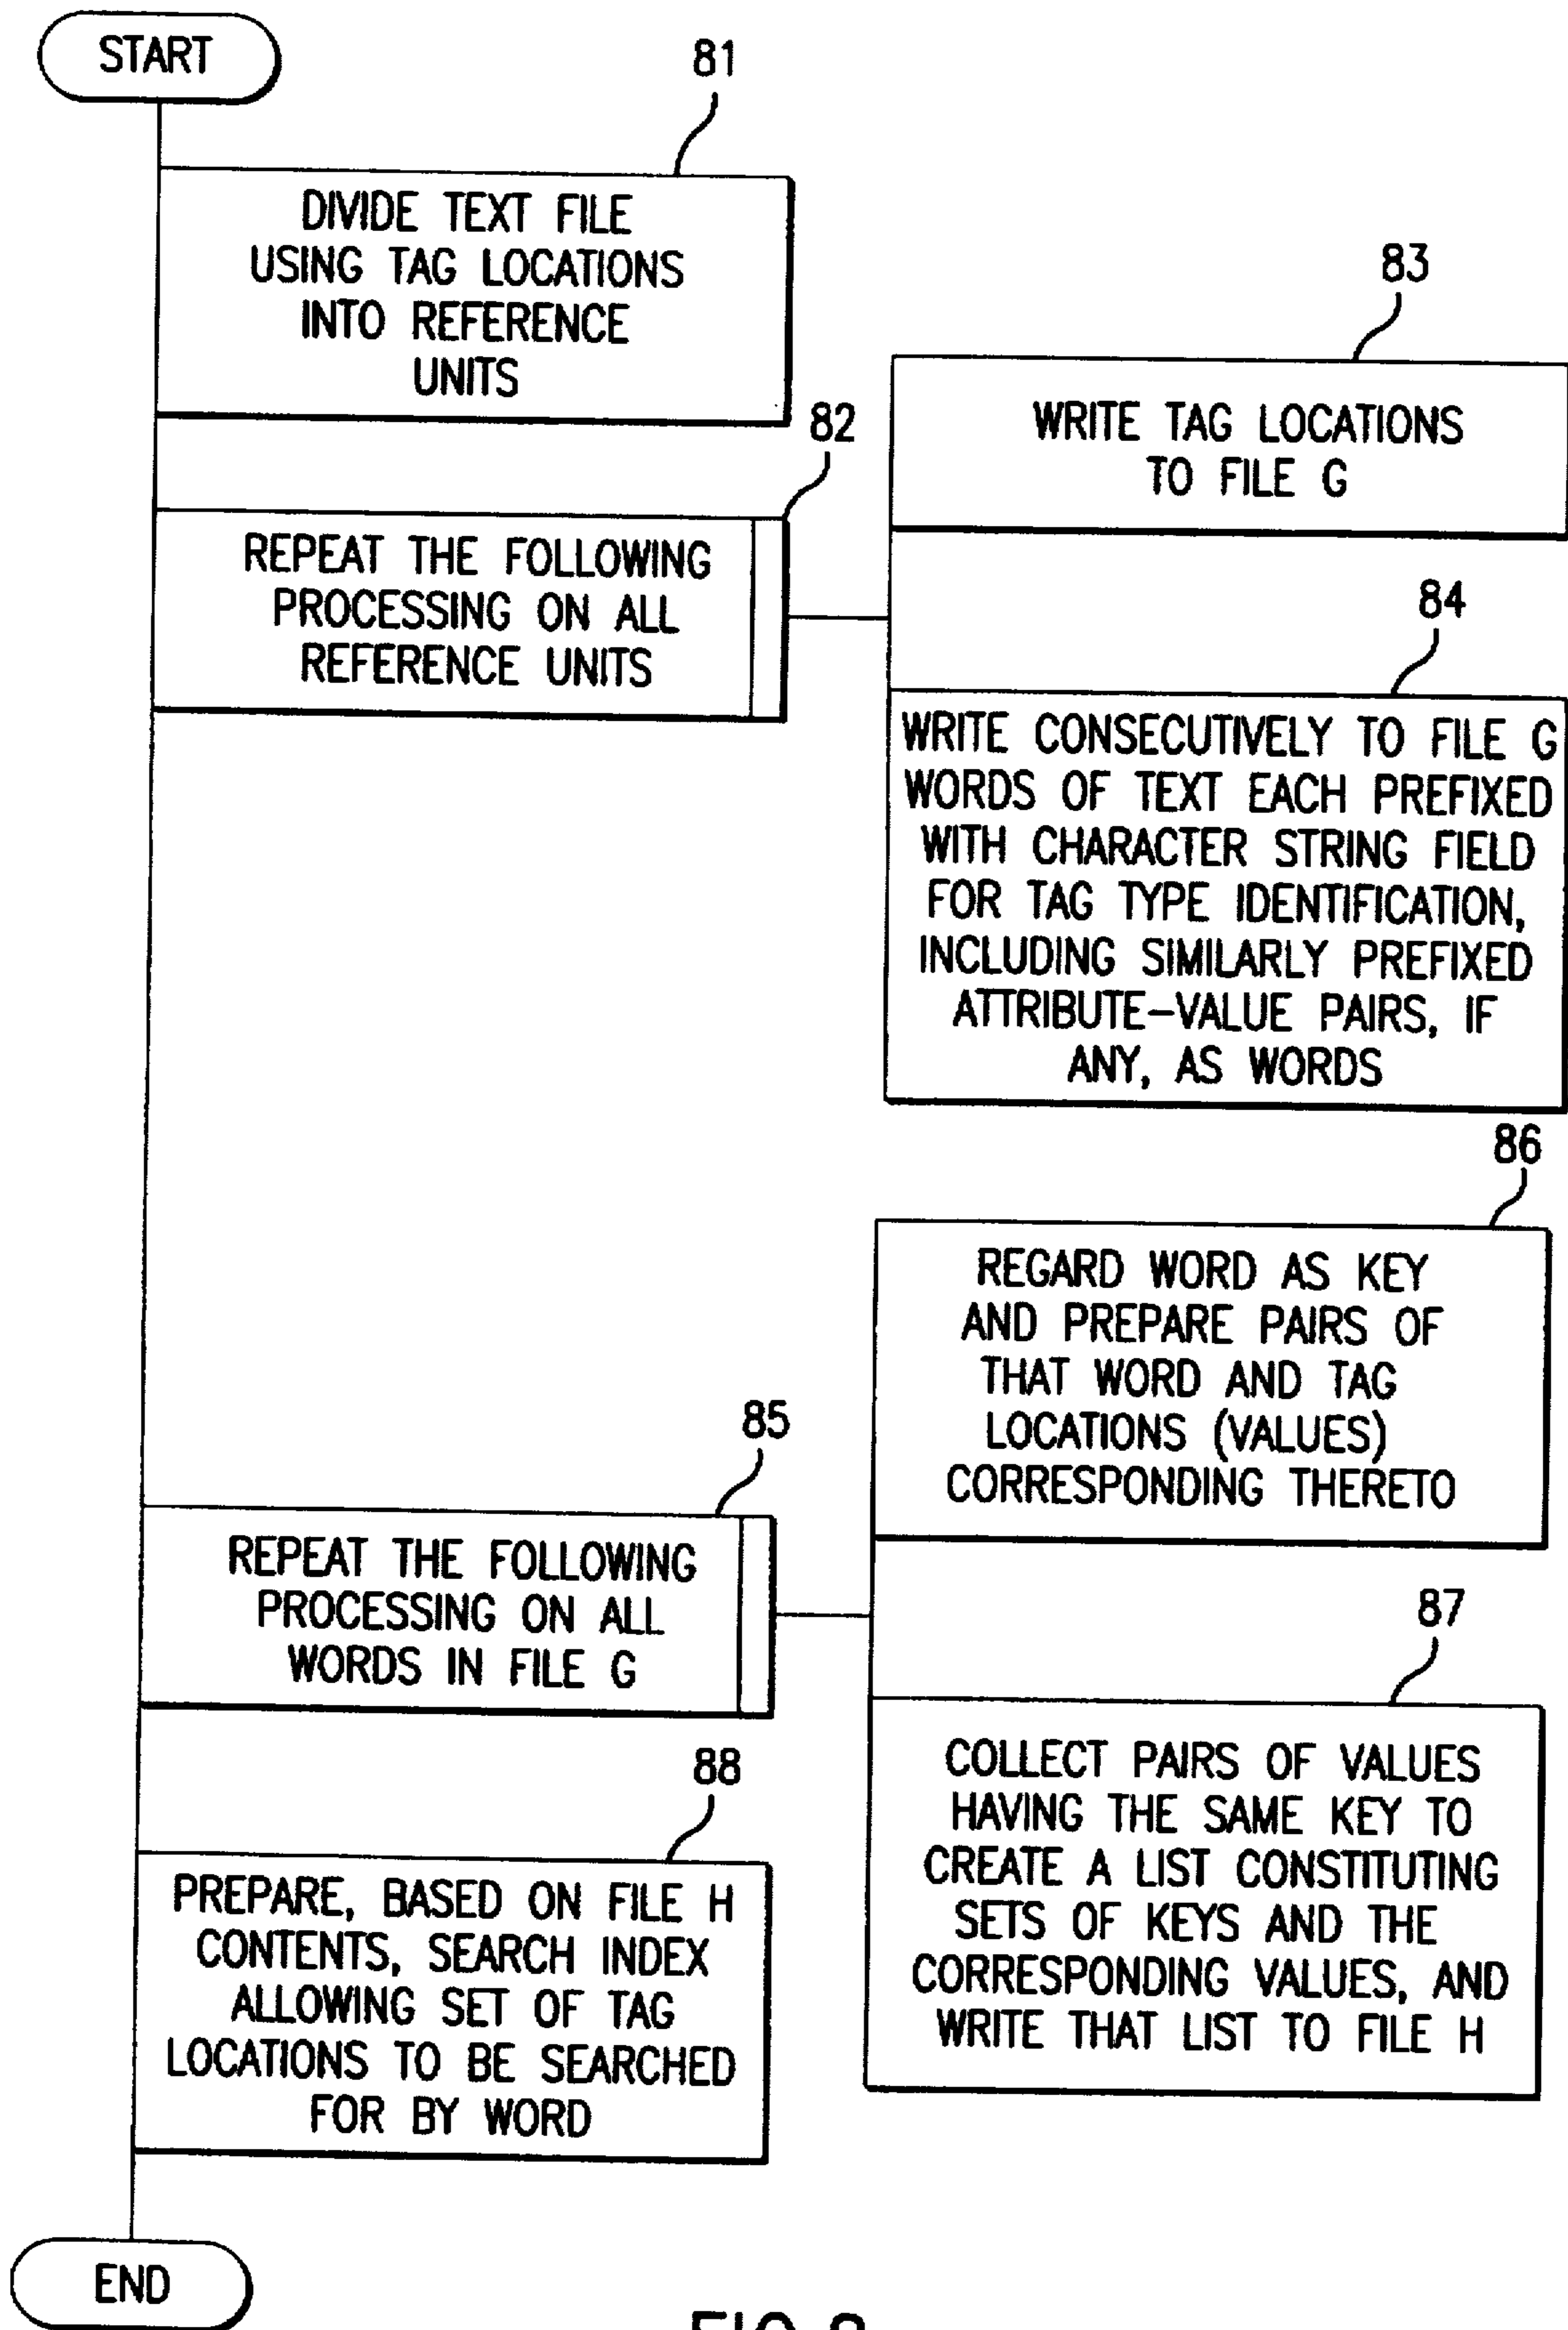 START
81
DIVIDE TEXT FILE
USING TAG LOCATIONS
INTO REFERENCE
UNITS
82
REPEAT THE FOLLOWING
PROCESSING ON ALL
REFERENCE UNITS
83
WRITE TAG LOCATIONS
TO FILE G
84
WRITE CONSECUTIVELY TO FILE G
WORDS OF TEXT EACH PREFIXED
WITH CHARACTER STRING FIELD
FOR TAG TYPE IDENTIFICATION,
INCLUDING SIMILARLY PREFIXED
ATTRIBUTE-VALUE PAIRS, IF
ANY, AS WORDS
85
REPEAT THE FOLLOWING
PROCESSING ON ALL
WORDS IN FILE G
86
REGARD WORD AS KEY
AND PREPARE PAIRS OF
THAT WORD AND TAG
LOCATIONS (VALUES)
CORRESPONDING THERETO
87
COLLECT PAIRS OF VALUES
HAVING THE SAME KEY TO
CREATE A LIST CONSTITUTING
SETS OF KEYS AND THE
CORRESPONDING VALUES, AND
WRITE THAT LIST TO FILE H
88
PREPARE, BASED ON FILE H
CONTENTS, SEARCH INDEX
ALLOWING SET OF TAG
LOCATIONS TO BE SEARCHED
FOR BY WORD
END